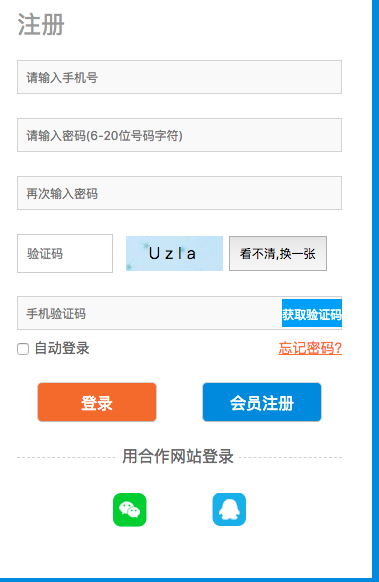 注册
请输入手机号
请输入密码(6-20位号码字符)
再次输入密码
验证码 Uzla 看不清,换一张
手机验证码 获取验证码
自动登录 忘记密码?
登录 会员注册
用合作网站登录